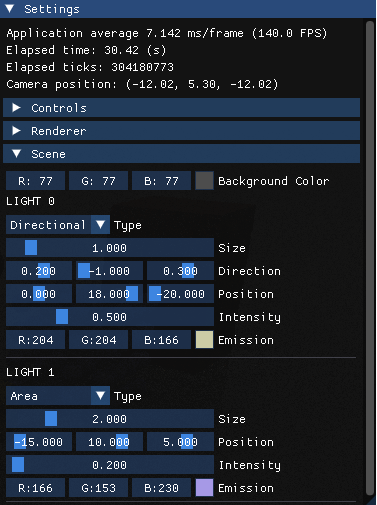 Settings
Application average 7.142 ms/frame (140.0 FPS)
Elapsed time: 30.42 (s)
Elapsed ticks: 304180773
Camera position: (-12.02, 5.30, -12.02)
Controls
Renderer
Scene
R: 77 G: 77 B: 77 Background Color
LIGHT 0
Directional Type
1.000 Size
0.200 -1.000 0.300 Direction
0.000 18.000 -20.000 Position
0.500 Intensity
R:204 G:204 B:166 Emission
LIGHT 1
Area Type
2.000 Size
-15.000 10.000 5.000 Position
0.200 Intensity
R:166 G:153 B:230 Emission